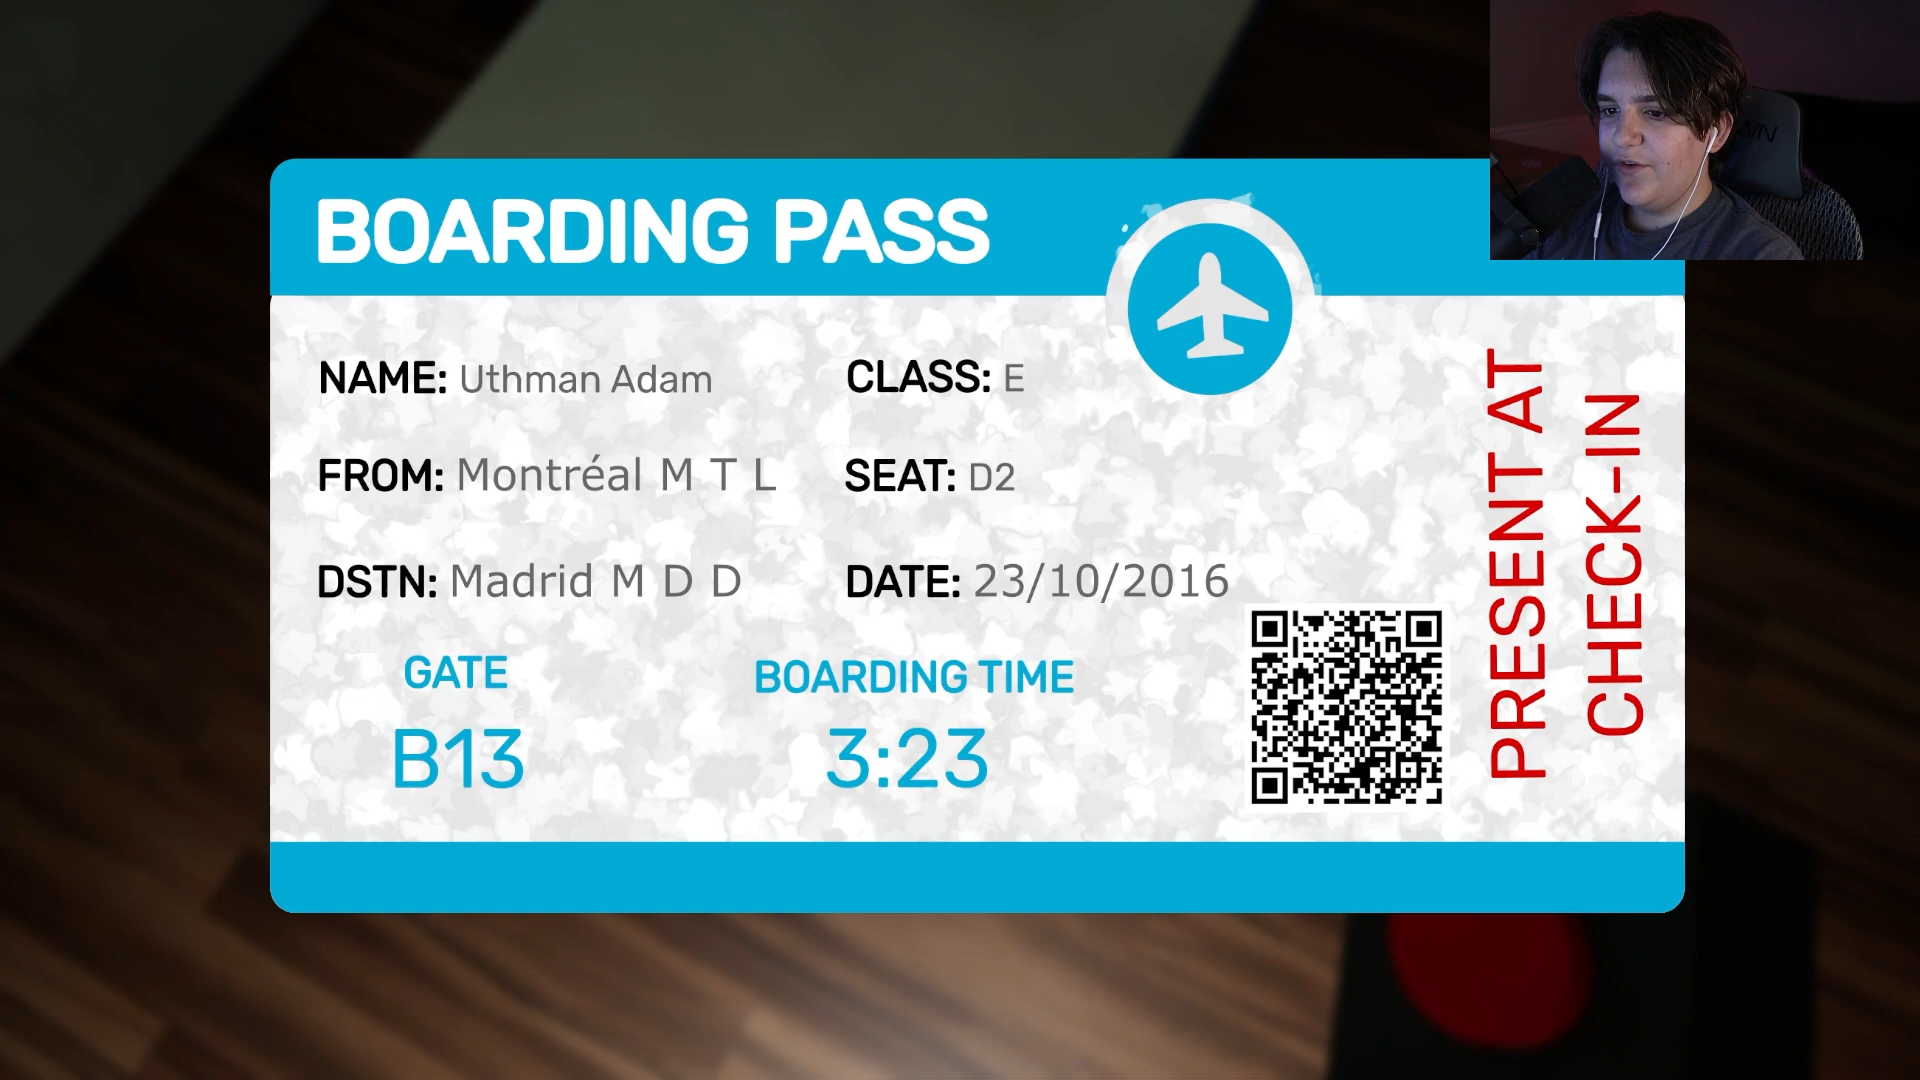 BOARDING PASS
NAME: Uthman Adam
CLASS: E
FROM: Montréal M T L
SEAT: D2
DSTN: Madrid M D D
DATE: 23/10/2016
GATE
B13
BOARDING TIME
3:23
PRESENT AT
CHECK-IN